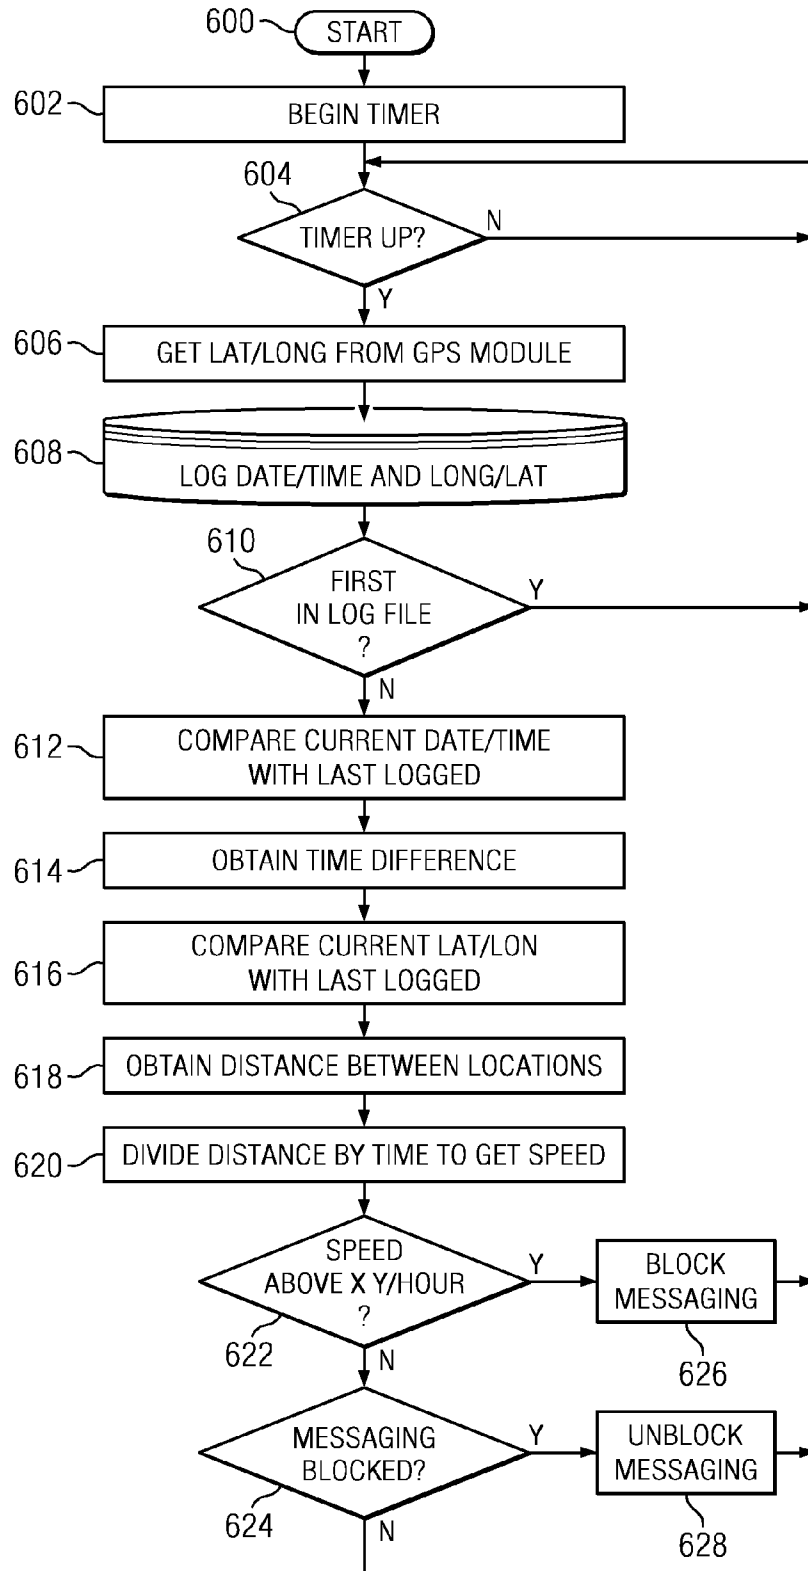 600
START
602
BEGIN TIMER
604
TIMER UP?
N
Y
606
GET LAT/LONG FROM GPS MODULE
608
LOG DATE/TIME AND LONG/LAT
610
FIRST
IN LOG FILE
?
Y
N
612
COMPARE CURRENT DATE/TIME
WITH LAST LOGGED
614
OBTAIN TIME DIFFERENCE
616
COMPARE CURRENT LAT/LON
WITH LAST LOGGED
618
OBTAIN DISTANCE BETWEEN LOCATIONS
620
DIVIDE DISTANCE BY TIME TO GET SPEED
SPEED
ABOVE X Y/HOUR
?
Y
BLOCK
MESSAGING
622
N
626
MESSAGING
BLOCKED?
Y
UNBLOCK
MESSAGING
624
N
628